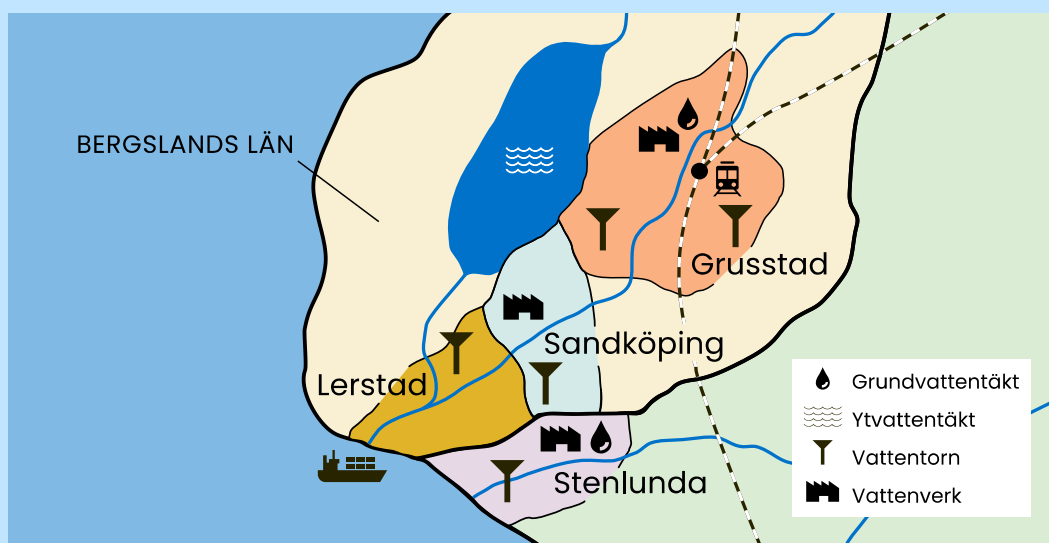 BERGSLANDS LÄN
Grusstad
Sandköping
Lerstad
Stenlunda
Grundvattentäkt
Ytvattentäkt
Vattentorn
Vattenverk